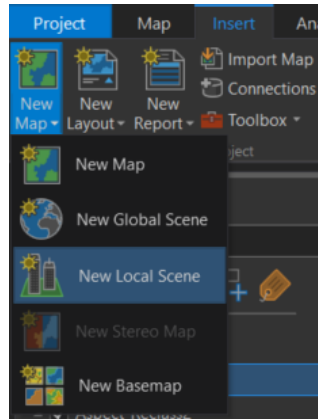 Project Map Insert An
New Map New Layout New Report
Import Map
Connections
Toolbox
ject
New Map
New Global Scene
New Local Scene
New Stereo Map
New Basemap